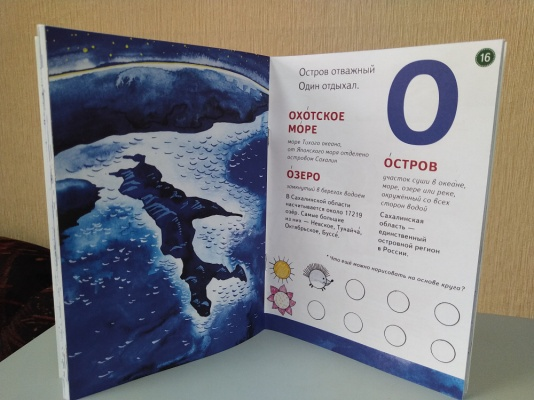 16
Остров отважный
Один отдыхал.
О
ОХО́ТСКОЕ
МОРЕ
море Тихого океана,
от Японского моря отделено
островом Сахалин
О́ЗЕРО
замкнутый в берегах водоём
В Сахалинской области
насчитывается около 17219
озёр. Самые большие
из них — Невское, Тунайча́,
Октябрьское, Буссе́.
О́СТРОВ
участок суши в океане,
море, озере или реке,
окружённый со всех
сторон водой
Сахалинская
область —
единственный
островной регион
в России.
* Что ещё можно нарисовать на основе круга?